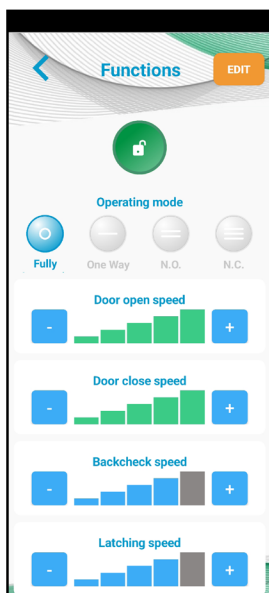 Functions
EDIT
Operating mode
Fully
One Way
N.O.
N.C.
Door open speed
-
+
Door close speed
-
+
Backcheck speed
-
+
Latching speed
-
+